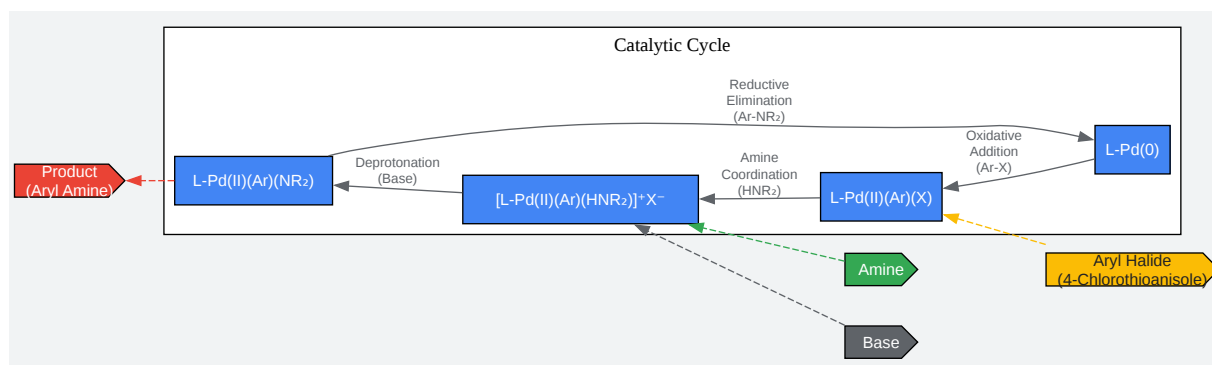 Catalytic Cycle
Reductive
Elimination
(Ar-NR₂)
Oxidative
Addition
(Ar-X)
L-Pd(0)
Deprotonation
(Base)
Amine
Coordination
(HNR₂)
Product
(Aryl Amine)
L-Pd(II)(Ar)(NR₂)
[L-Pd(II)(Ar)(HNR₂)]⁺X⁻
L-Pd(II)(Ar)(X)
Amine
Aryl Halide
(4-Chlorothioanisole)
Base